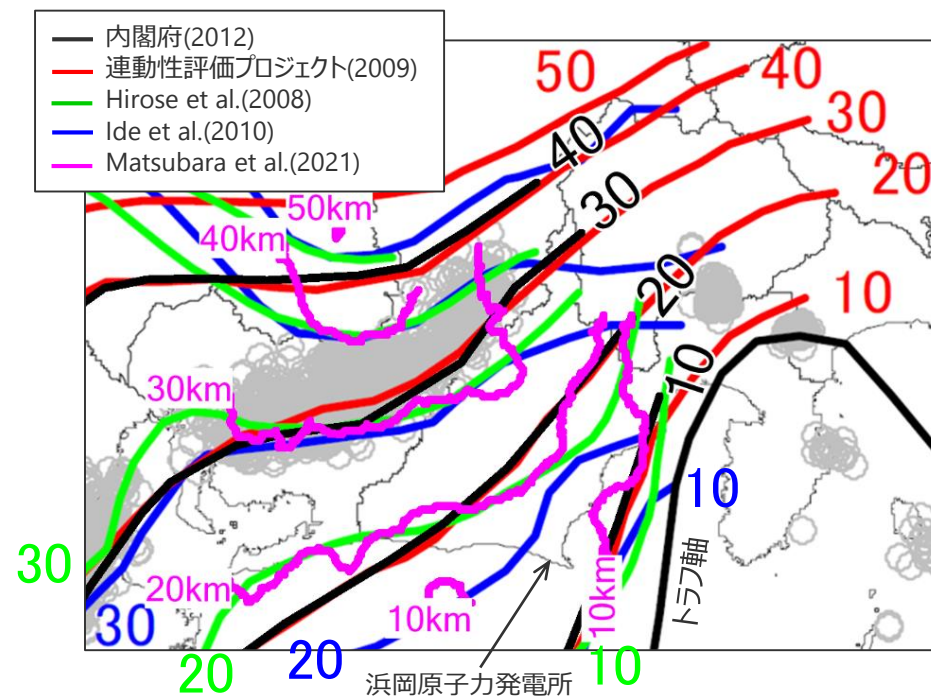 内閣府(2012)
連動性評価プロジェクト(2009)
Hirose et al.(2008)
Ide et al.(2010)
Matsubara et al.(2021)
50
40
30
20
10
40
30
20
10
50km
40km
30km
20km
10km
10km
10
30
30
20
20
10
トラフ軸
浜岡原子力発電所